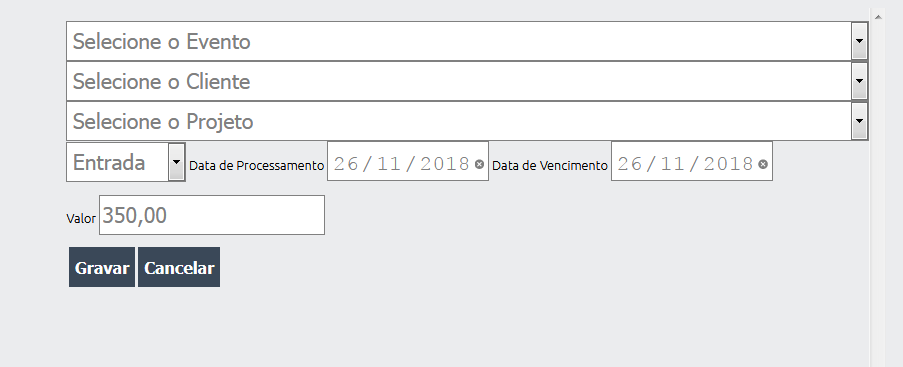 Selecione o Evento
Selecione o Cliente
Selecione o Projeto
Entrada Data de Processamento 26/11/2018 Data de Vencimento 26/11/2018
Valor 350,00
Gravar Cancelar